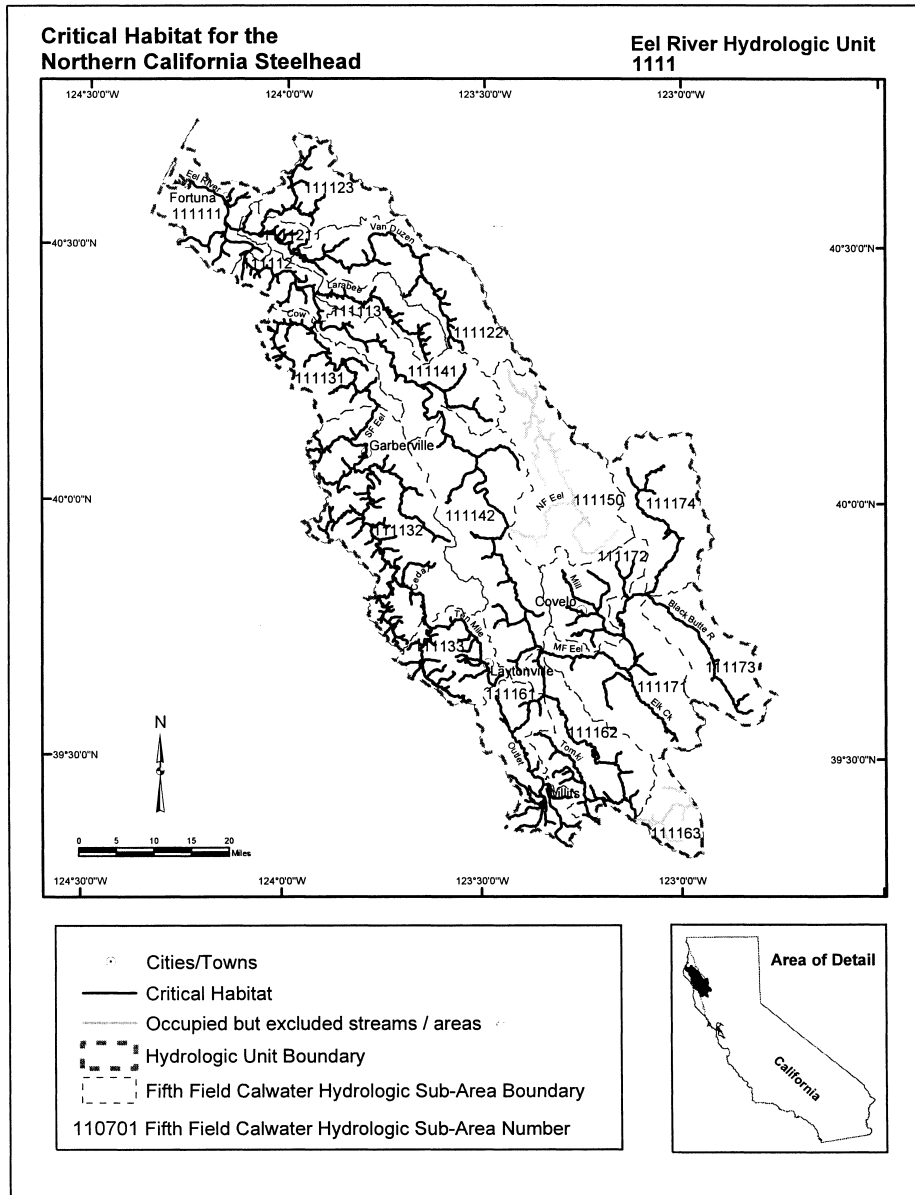 Critical Habitat for the
Northern California Steelhead
Eel River Hydrologic Unit
1111
124°30'0"W
124°0'0"W
123°30'0"W
123°0'0"W
40°30'0"N
40°30'0"N
40°0'0"N
40°0'0"N
39°30'0"N
39°30'0"N
Eel River
Fortuna
111111
111123
111121
Van Duzen
11112
Larabee
111113
Cow
111122
111131
111141
SF Eel
Garberville
111150
NF Eel
111174
111142
111132
111172
Mill
Cedar
Covelo
Ten Mile
Black Butte R
MF Eel
111133
Laytonville
111173
111171
111161
Elk Ck
111162
Outlet
Tomki
Willits
111163
N
0 5 10 15 20
Miles
124°30'0"W
124°0'0"W
123°30'0"W
123°0'0"W
Cities/Towns
Critical Habitat
Occupied but excluded streams / areas
Hydrologic Unit Boundary
Fifth Field Calwater Hydrologic Sub-Area Boundary
110701 Fifth Field Calwater Hydrologic Sub-Area Number
Area of Detail
California